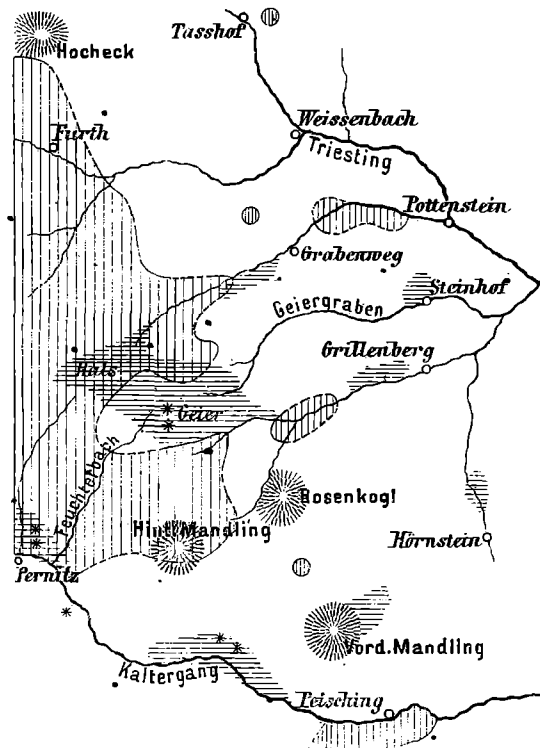 Tasshof
Hocheck
Furth
Weissenbach
Triesting
Pottenstein
Grabenweg
Steinhof
Geiergraben
Grillenberg
Hals
Geier
Feuchterbach
Rosenkogl
Hint. Mandling
Hörnstein
Pernitz
Vord. Mandling
Kaltergang
Peisching